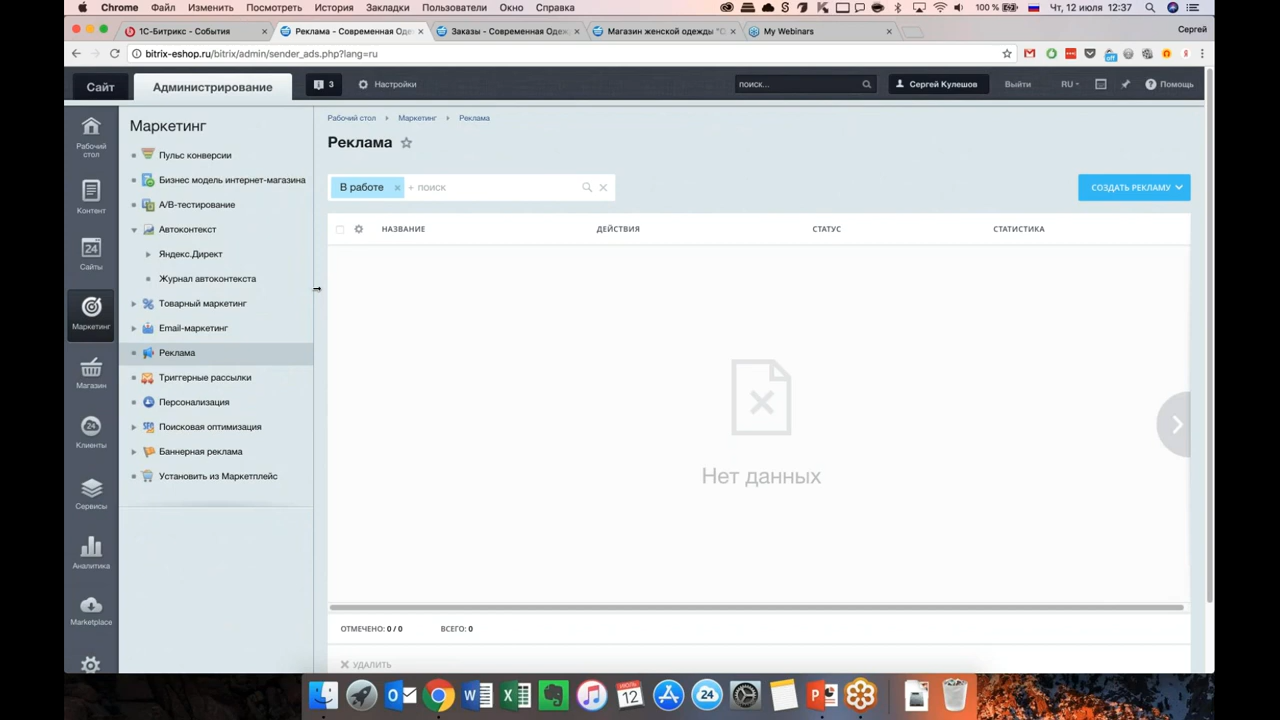 Chrome Файл Изменить Посмотреть История Закладки Пользователи Окно Справка 100 % Чт, 12 июля 12:37
1С-Битрикс - События Реклама - Современная Оде Заказы - Современная Одеж Магазин женской одежды "С My Webinars Сергей
bitrix-eshop.ru/bitrix/admin/sender_ads.php?lang=ru
Сайт Администрирование 3 Настройки поиск... Сергей Кулешов Выйти RU Помощь
Рабочий стол
Контент
24
Сайты
Маркетинг
Магазин
24
Клиенты
Сервисы
Аналитика
Marketplace
Маркетинг
Пульс конверсии
Бизнес модель интернет-магазина
A/B-тестирование
Автоконтекст
Яндекс.Директ
Журнал автоконтекста
Товарный маркетинг
Email-маркетинг
Реклама
Триггерные рассылки
Персонализация
Поисковая оптимизация
Баннерная реклама
Установить из Маркетплейс
Рабочий стол Маркетинг Реклама
Реклама
В работе + поиск СОЗДАТЬ РЕКЛАМУ
НАЗВАНИЕ ДЕЙСТВИЯ СТАТУС СТАТИСТИКА
Нет данных
ОТМЕЧЕНО: 0 / 0 ВСЕГО: 0
УДАЛИТЬ
12 24